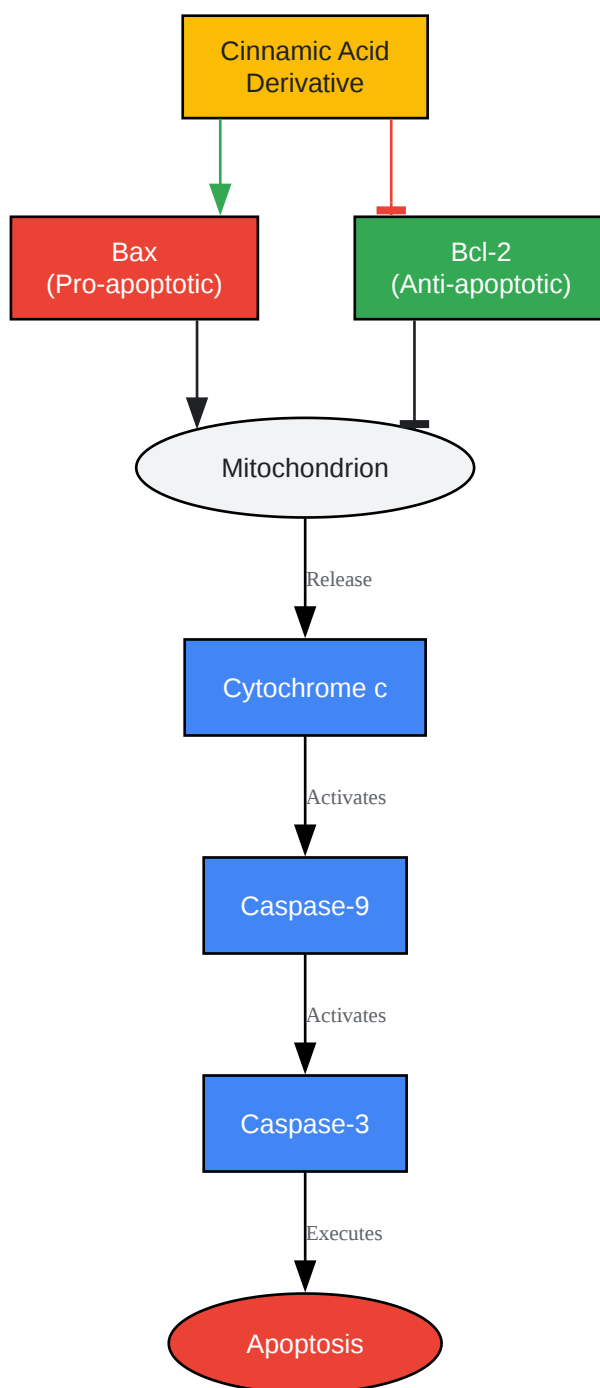 Cinnamic Acid
Derivative
Bax
(Pro-apoptotic)
Bcl-2
(Anti-apoptotic)
Mitochondrion
Release
Cytochrome c
Activates
Caspase-9
Activates
Caspase-3
Executes
Apoptosis